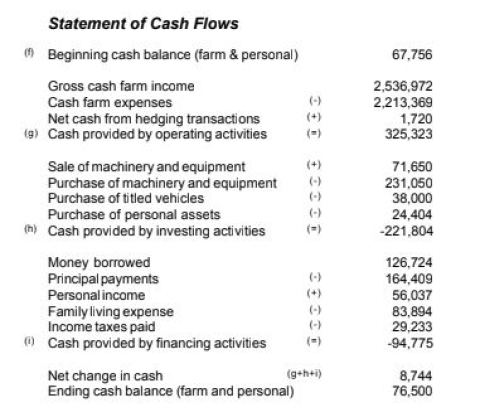 Statement of Cash Flows
(f) Beginning cash balance (farm & personal) 67,756
Gross cash farm income 2,536,972
Cash farm expenses (-) 2,213,369
Net cash from hedging transactions (+) 1,720
(g) Cash provided by operating activities (=) 325,323
Sale of machinery and equipment (+) 71,650
Purchase of machinery and equipment (-) 231,050
Purchase of titled vehicles (-) 38,000
Purchase of personal assets (-) 24,404
(h) Cash provided by investing activities (=) -221,804
Money borrowed 126,724
Principal payments (-) 164,409
Personal income (+) 56,037
Family living expense (-) 83,894
Income taxes paid (-) 29,233
(i) Cash provided by financing activities (=) -94,775
Net change in cash (g+h+i) 8,744
Ending cash balance (farm and personal) 76,500